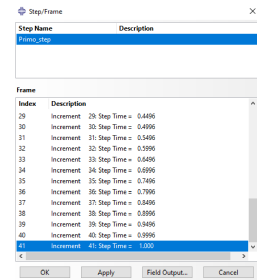 Step/Frame
Step Name Description
Primo_step
Frame
Index Description
29 Increment 29: Step Time = 0.4496
30 Increment 30: Step Time = 0.4996
31 Increment 31: Step Time = 0.5496
32 Increment 32: Step Time = 0.5996
33 Increment 33: Step Time = 0.6496
34 Increment 34: Step Time = 0.6996
35 Increment 35: Step Time = 0.7496
36 Increment 36: Step Time = 0.7996
37 Increment 37: Step Time = 0.8496
38 Increment 38: Step Time = 0.8996
39 Increment 39: Step Time = 0.9496
40 Increment 40: Step Time = 0.9996
41 Increment 41: Step Time = 1.000
OK Apply Field Output... Cancel